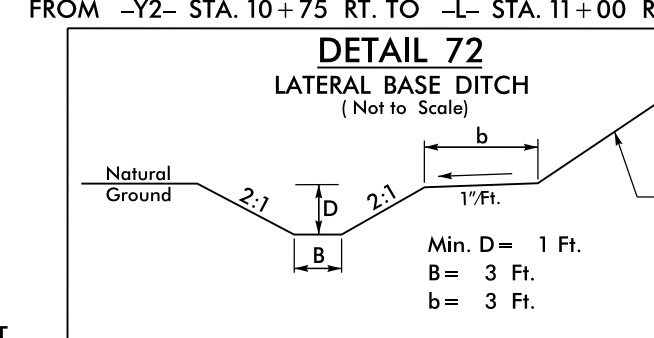 FROM –Y2– STA. 10+75 RT. TO –L– STA. 11+00 R
DETAIL 72
LATERAL BASE DITCH
( Not to Scale)
b
Natural
Ground
2:1
D
2:1
1"/Ft.
B
Min. D = 1 Ft.
B = 3 Ft.
b = 3 Ft.
T